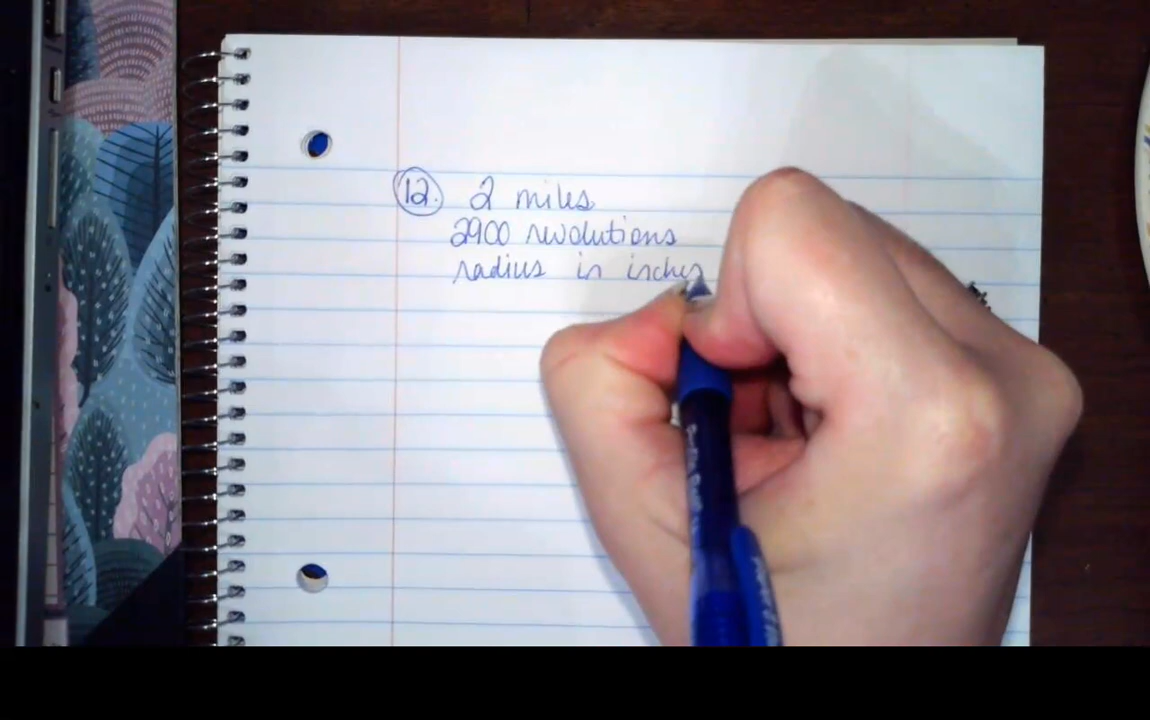 12. 2 miles
2900 revolutions
radius in inches